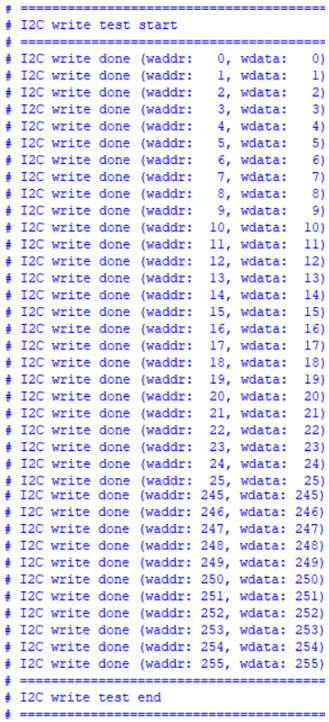 # =====================================
# I2C write test start
# =====================================
# I2C write done (waddr:   0, wdata:   0)
# I2C write done (waddr:   1, wdata:   1)
# I2C write done (waddr:   2, wdata:   2)
# I2C write done (waddr:   3, wdata:   3)
# I2C write done (waddr:   4, wdata:   4)
# I2C write done (waddr:   5, wdata:   5)
# I2C write done (waddr:   6, wdata:   6)
# I2C write done (waddr:   7, wdata:   7)
# I2C write done (waddr:   8, wdata:   8)
# I2C write done (waddr:   9, wdata:   9)
# I2C write done (waddr:  10, wdata:  10)
# I2C write done (waddr:  11, wdata:  11)
# I2C write done (waddr:  12, wdata:  12)
# I2C write done (waddr:  13, wdata:  13)
# I2C write done (waddr:  14, wdata:  14)
# I2C write done (waddr:  15, wdata:  15)
# I2C write done (waddr:  16, wdata:  16)
# I2C write done (waddr:  17, wdata:  17)
# I2C write done (waddr:  18, wdata:  18)
# I2C write done (waddr:  19, wdata:  19)
# I2C write done (waddr:  20, wdata:  20)
# I2C write done (waddr:  21, wdata:  21)
# I2C write done (waddr:  22, wdata:  22)
# I2C write done (waddr:  23, wdata:  23)
# I2C write done (waddr:  24, wdata:  24)
# I2C write done (waddr:  25, wdata:  25)
# I2C write done (waddr: 245, wdata: 245)
# I2C write done (waddr: 246, wdata: 246)
# I2C write done (waddr: 247, wdata: 247)
# I2C write done (waddr: 248, wdata: 248)
# I2C write done (waddr: 249, wdata: 249)
# I2C write done (waddr: 250, wdata: 250)
# I2C write done (waddr: 251, wdata: 251)
# I2C write done (waddr: 252, wdata: 252)
# I2C write done (waddr: 253, wdata: 253)
# I2C write done (waddr: 254, wdata: 254)
# I2C write done (waddr: 255, wdata: 255)
# =====================================
# I2C write test end
# =====================================